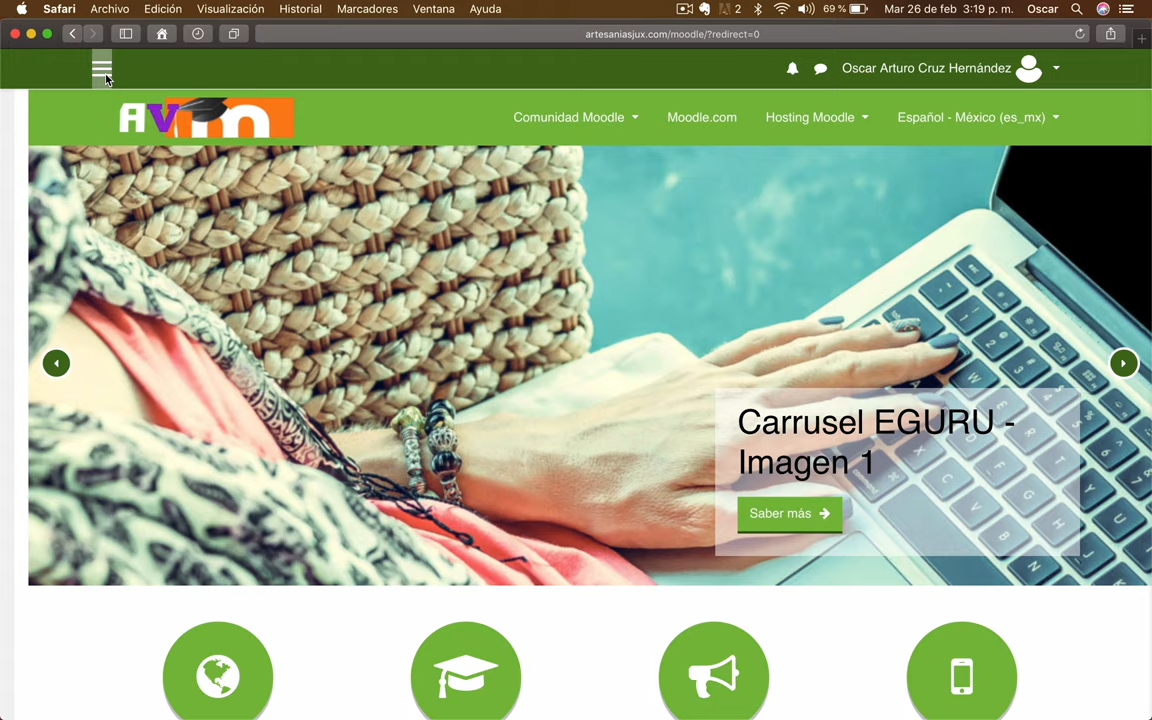 Safari Archivo Edición Visualización Historial Marcadores Ventana Ayuda 2 69 % Mar 26 de feb 3:19 p. m. Oscar
artesaniasjux.com/moodle/?redirect=0
Oscar Arturo Cruz Hernández
AVm
Comunidad Moodle Moodle.com Hosting Moodle Español - México (es_mx)
Carrusel EGURU -
Imagen 1
Saber más